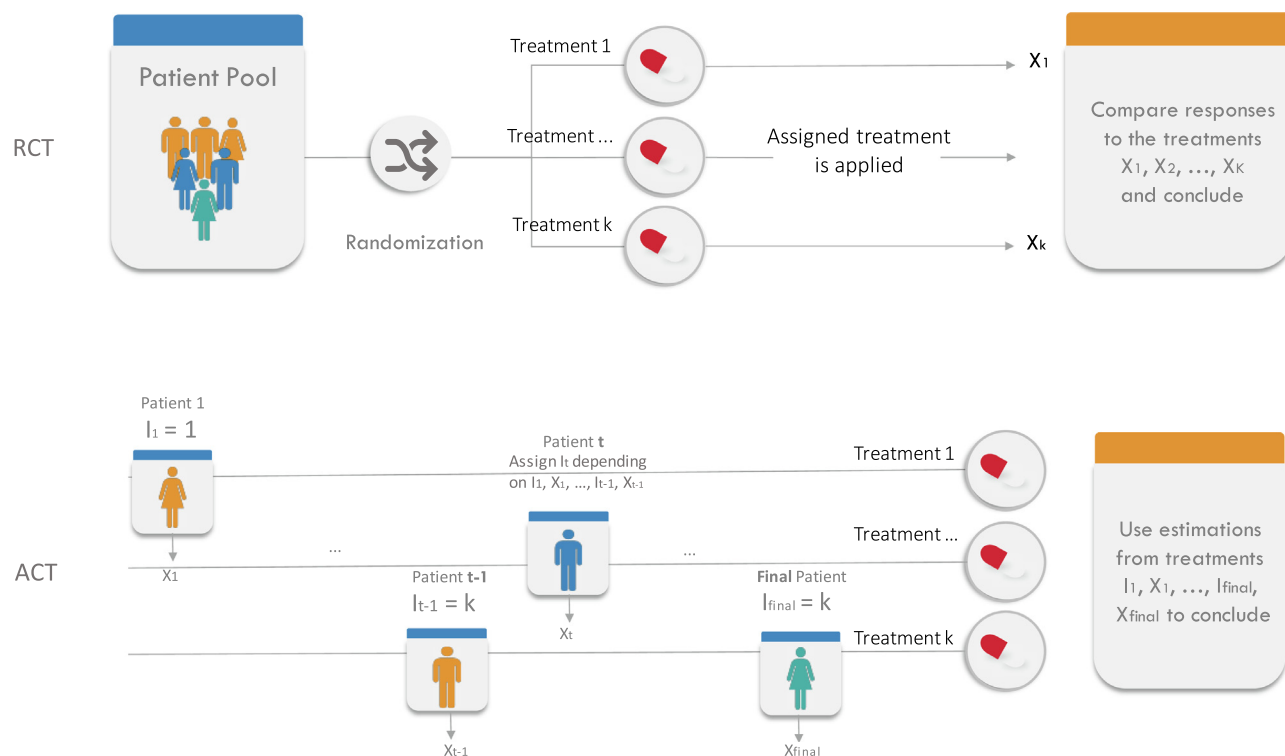 RCT
Patient Pool
Randomization
Treatment 1
Treatment ...
Treatment k
Assigned treatment
is applied
X1
Xk
Compare responses
to the treatments
X1, X2, ..., XK
and conclude
ACT
Patient 1
I1 = 1
X1
...
Patient t-1
It-1 = k
Xt-1
Patient t
Assign It depending
on I1, X1, ..., It-1, Xt-1
Xt
...
Final Patient
Ifinal = k
Xfinal
Treatment 1
Treatment ...
Treatment k
Use estimations
from treatments
I1, X1, ..., Ifinal,
Xfinal to conclude